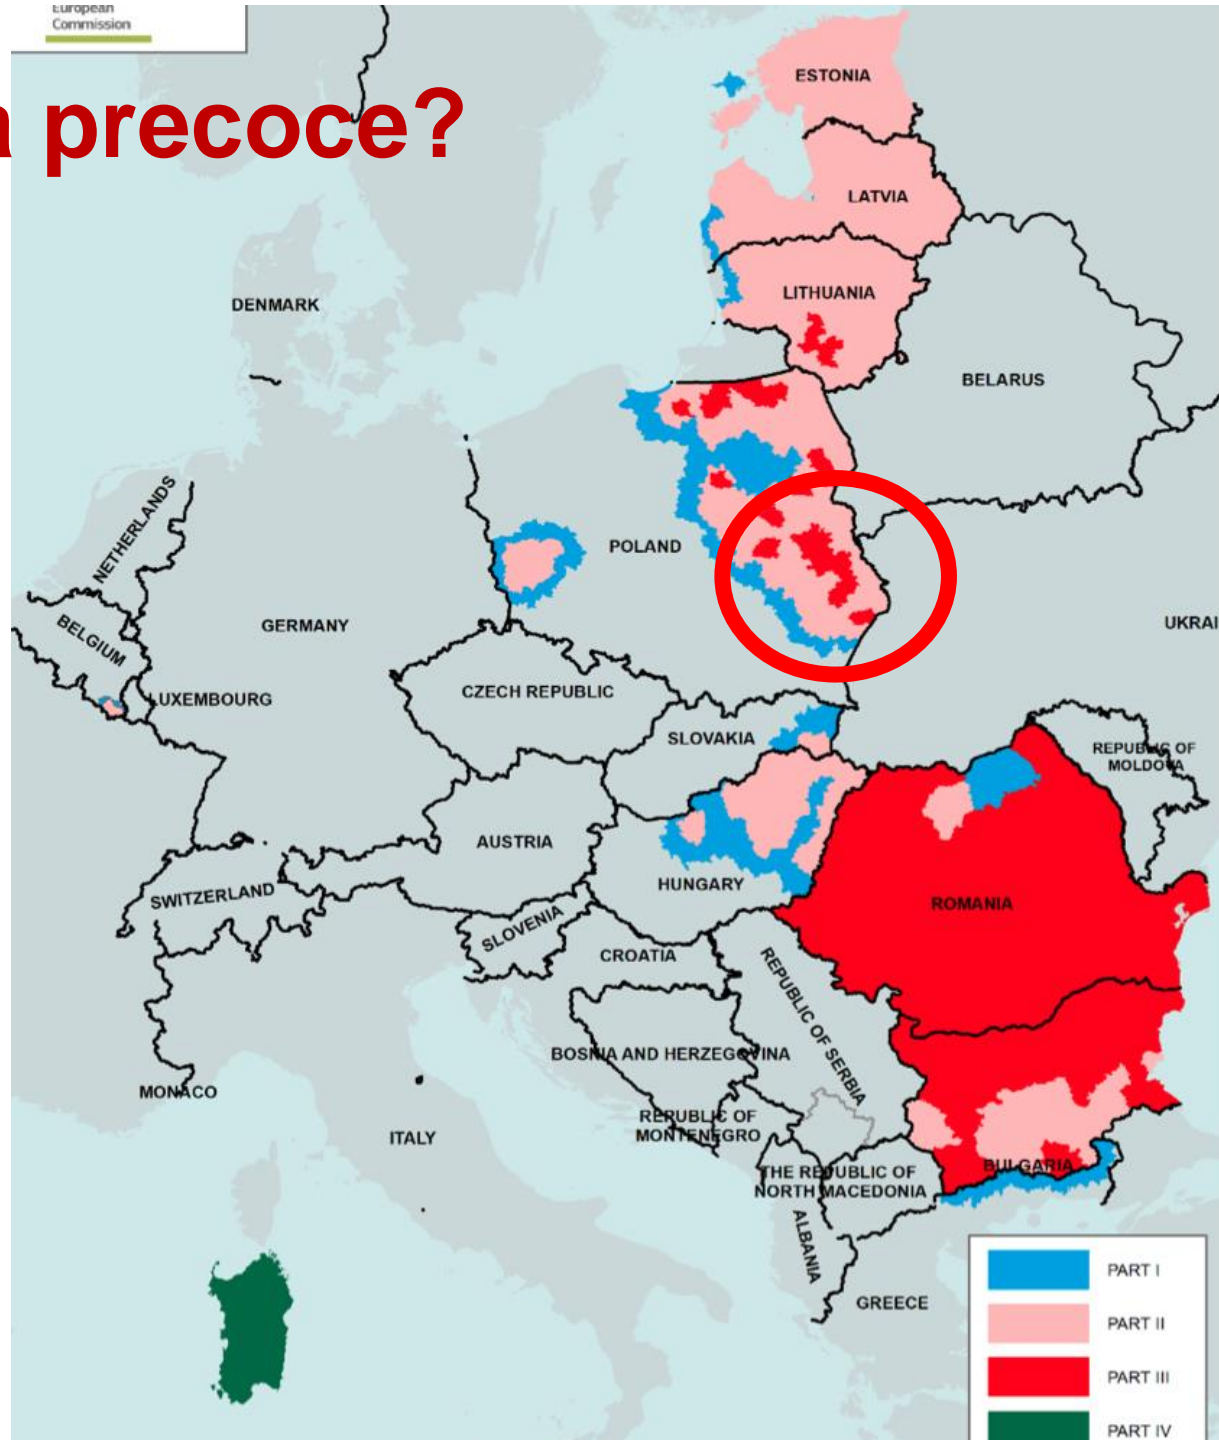 European
Commission
a precoce?
ESTONIA
LATVIA
LITHUANIA
DENMARK
BELARUS
NETHERLANDS
POLAND
BELGIUM
GERMANY
UKRAI
LUXEMBOURG
CZECH REPUBLIC
SLOVAKIA
REPUBLIC OF
MOLDOVA
AUSTRIA
HUNGARY
SWITZERLAND
ROMANIA
SLOVENIA
CROATIA
REPUBLIC OF SERBIA
BOSNIA AND HERZEGOVINA
MONACO
REPUBLIC OF
MONTENEGRO
ITALY
BULGARIA
THE REPUBLIC OF
NORTH MACEDONIA
ALBANIA
GREECE
PART I
PART II
PART III
PART IV